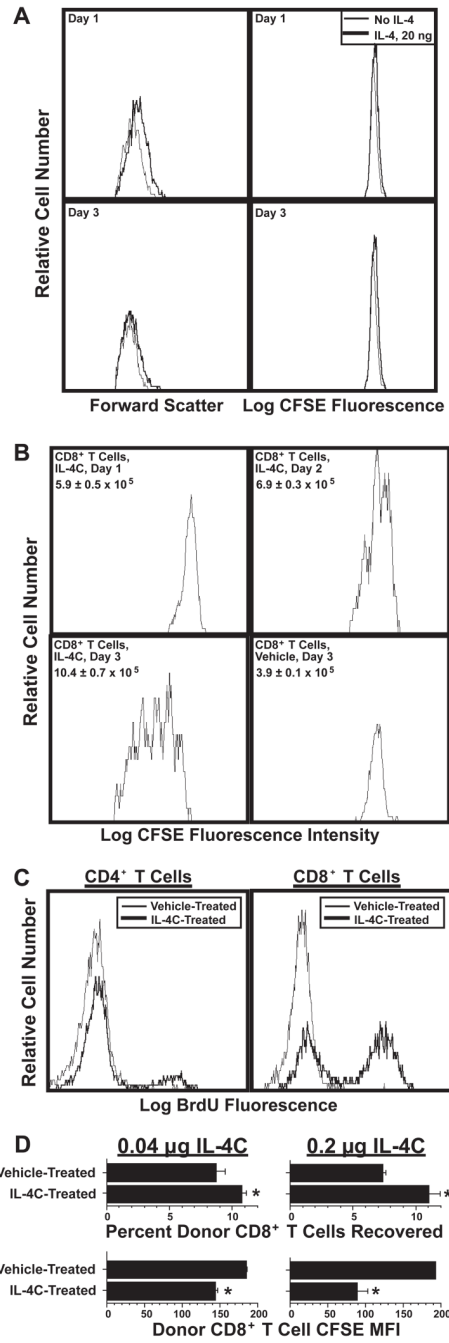 A
Day 1
Day 1
No IL-4
IL-4, 20 ng
Day 3
Day 3
Relative Cell Number
Forward Scatter
Log CFSE Fluorescence
B
CD8⁺ T Cells,
IL-4C, Day 1
5.9 ± 0.5 x 10⁵
CD8⁺ T Cells,
IL-4C, Day 2
6.9 ± 0.3 x 10⁵
CD8⁺ T Cells,
IL-4C, Day 3
10.4 ± 0.7 x 10⁵
CD8⁺ T Cells,
Vehicle, Day 3
3.9 ± 0.1 x 10⁵
Relative Cell Number
Log CFSE Fluorescence Intensity
C
CD4⁺ T Cells
CD8⁺ T Cells
Vehicle-Treated
IL-4C-Treated
Vehicle-Treated
IL-4C-Treated
Relative Cell Number
Log BrdU Fluorescence
D
0.04 µg IL-4C
0.2 µg IL-4C
Vehicle-Treated
IL-4C-Treated
*
*
0 5 10
0 5 10
Percent Donor CD8⁺ T Cells Recovered
Vehicle-Treated
IL-4C-Treated
*
*
0 50 100 150 200
0 50 100 150 200
Donor CD8⁺ T Cell CFSE MFI